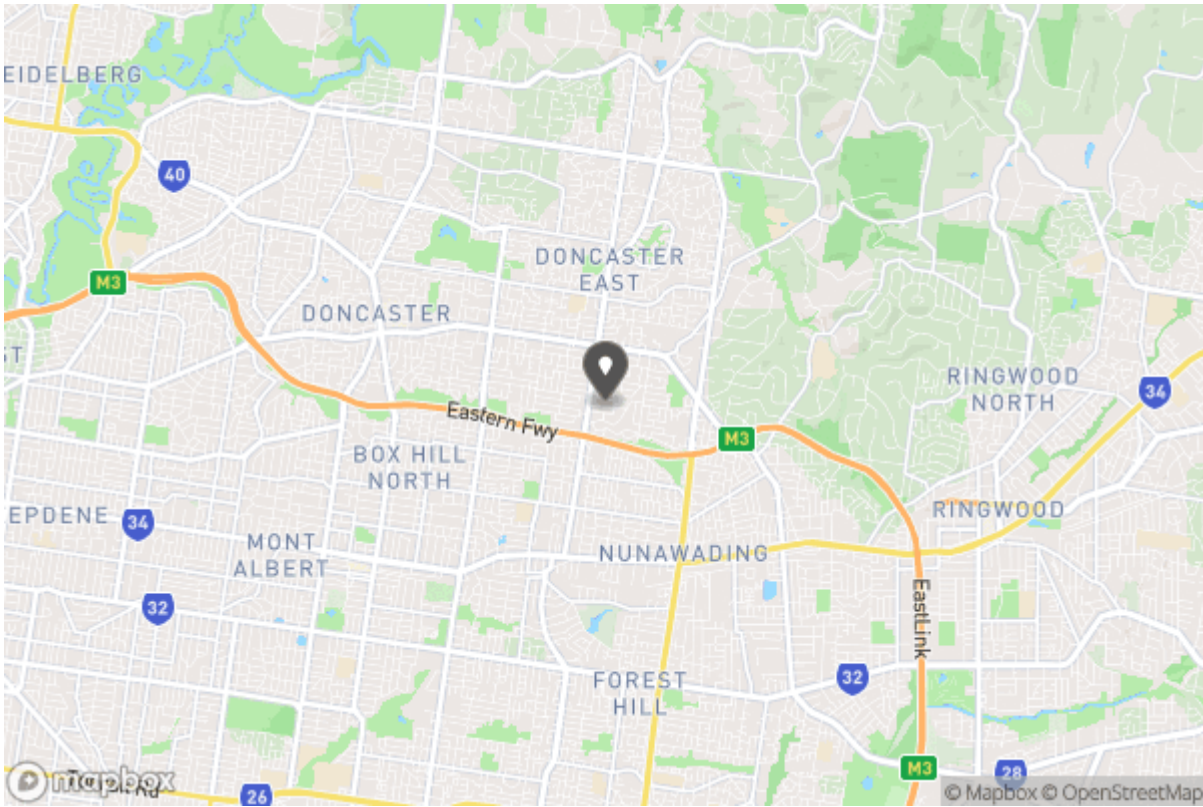 EIDELBERG
40
DONCASTER
EAST
M3
DONCASTER
ST
RINGWOOD
NORTH
34
Eastern Fwy
M3
BOX HILL
NORTH
EPDENE
34
RINGWOOD
MONT
ALBERT
NUNAWADING
32
EastLink
FOREST
HILL
32
M3
28
mapbox
26
© Mapbox © OpenStreetMap